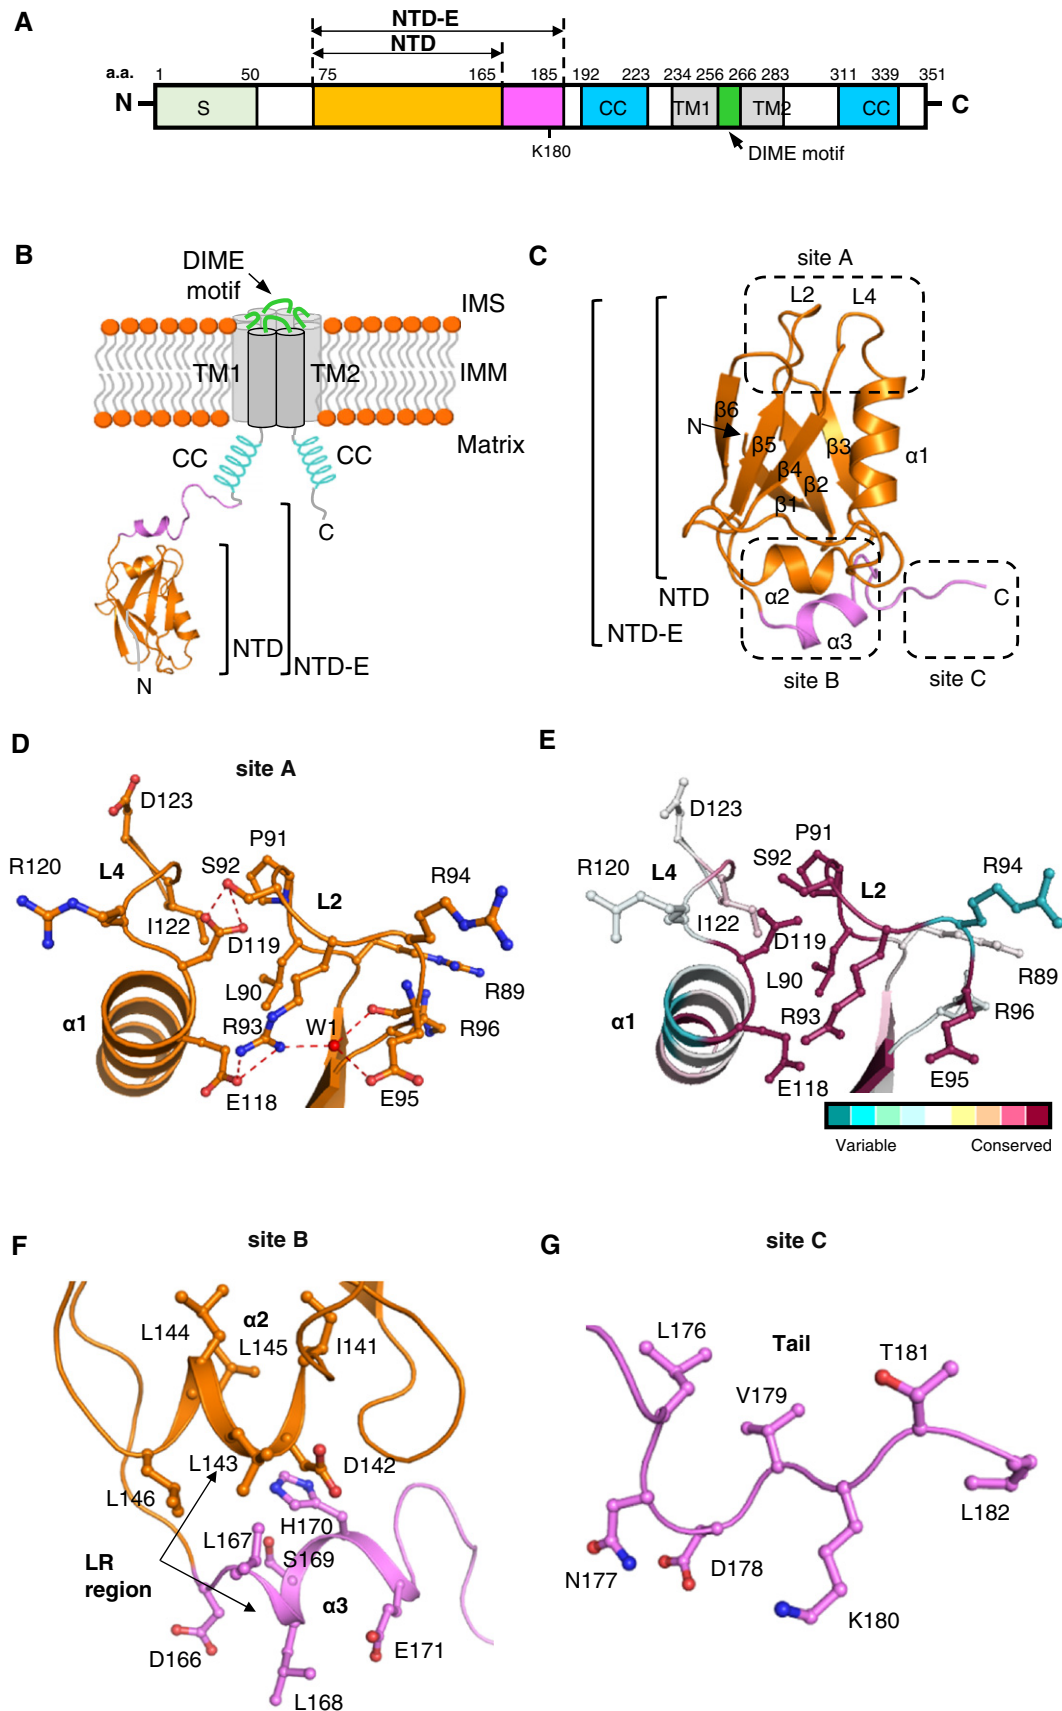 A
NTD-E
NTD
a.a. 1 50 75 165 185 192 223 234 256 266 283 311 339 351
N S CC TM1 TM2 CC C
K180
DIME motif
B
DIME
motif
IMS
TM1 TM2 IMM
Matrix
CC CC
C
NTD
NTD-E
N
C
site A
L2 L4
β6
N β5 β3 α1
β4
β2
β1
NTD
α2
C
NTD-E
α3
site B site C
D
site A
D123
P91
R120 L4 S92
R94
L2
I122
D119
L90
R89
α1 R93 W1 R96
E118 E95
E
D123
P91
S92
R120 L4 R94
L2
I122
D119
L90
R89
α1 R93 R96
E118 E95
Variable Conserved
F
site B
L144 α2
L145 I141
L143 D142
L146
H170
L167
LR S169
region
α3
D166 E171
L168
G
site C
L176 Tail T181
V179
L182
N177 D178
K180